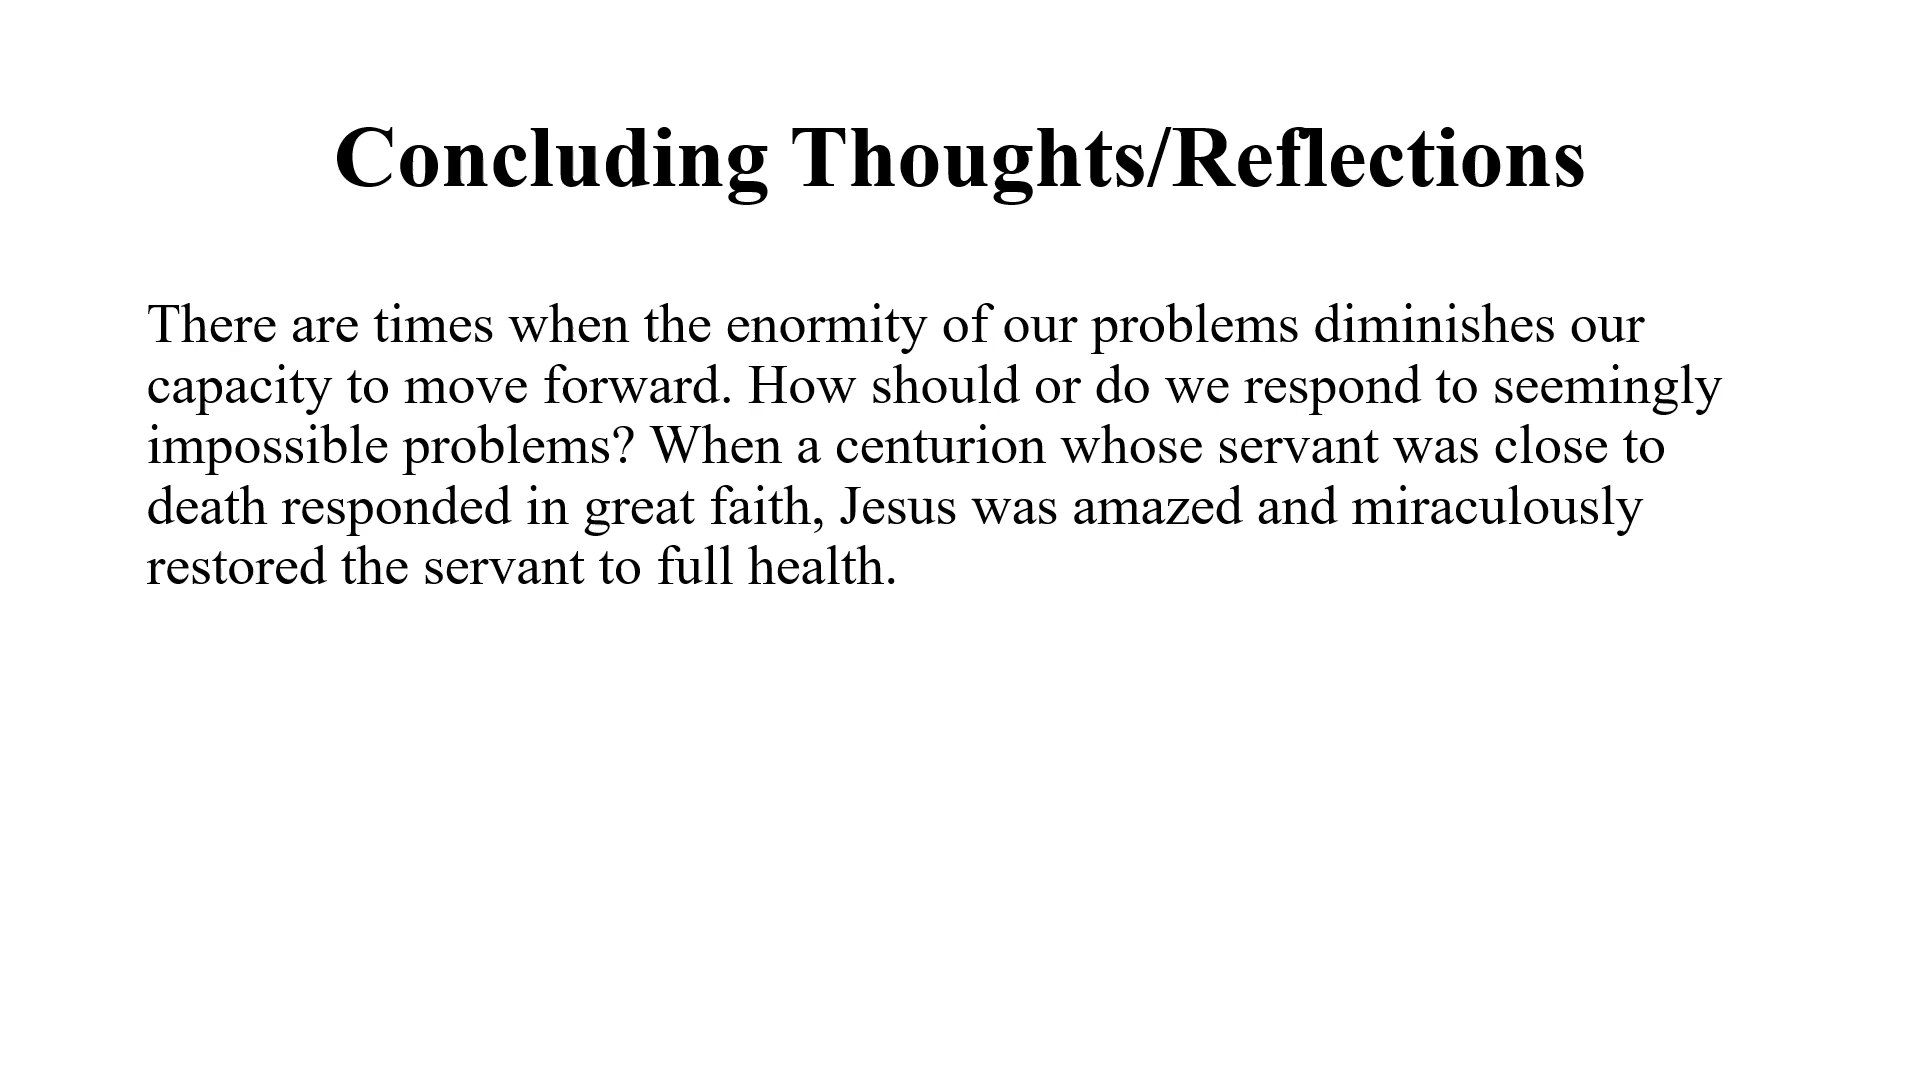 Concluding Thoughts/Reflections
There are times when the enormity of our problems diminishes our
capacity to move forward. How should or do we respond to seemingly
impossible problems? When a centurion whose servant was close to
death responded in great faith, Jesus was amazed and miraculously
restored the servant to full health.